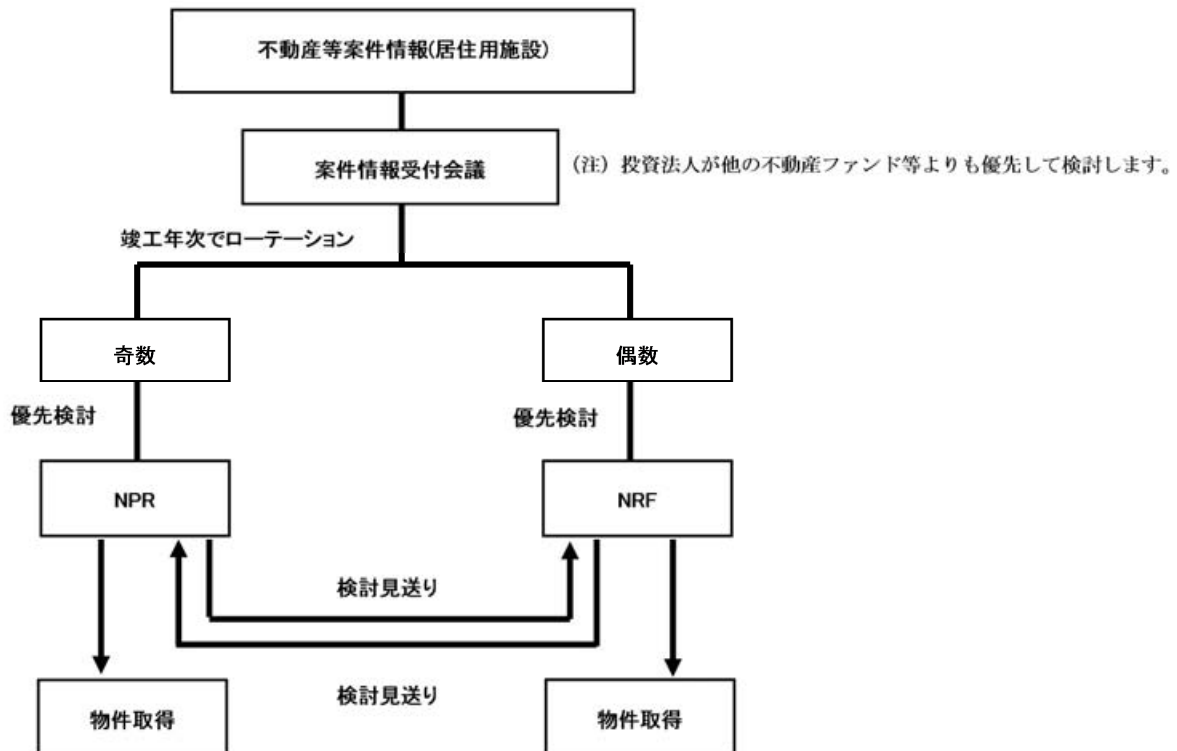 不動産等案件情報(居住用施設)
案件情報受付会議
（注）投資法人が他の不動産ファンド等よりも優先して検討します。
竣工年次でローテーション
奇数
偶数
優先検討
優先検討
NPR
NRF
検討見送り
検討見送り
物件取得
物件取得